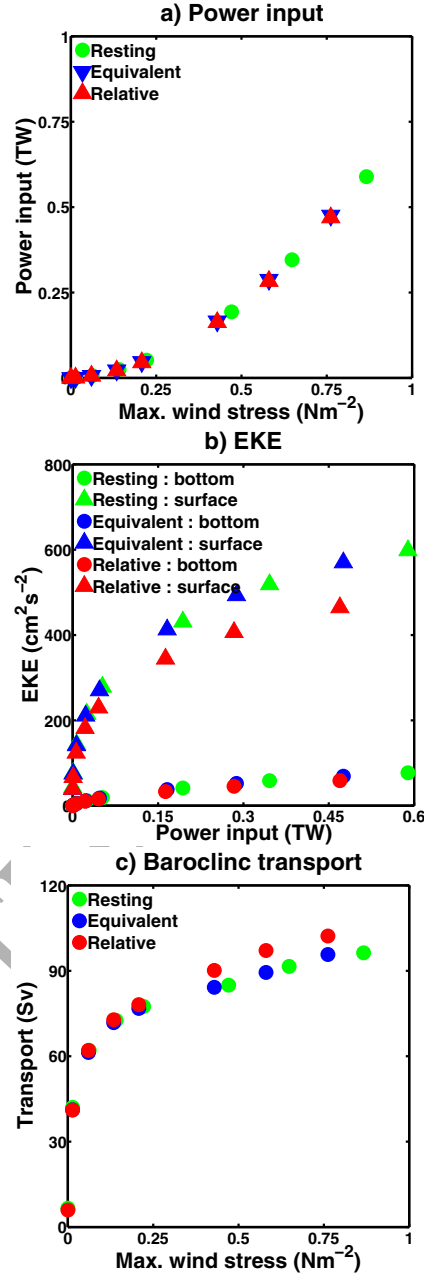 a) Power input
1
Resting
Equivalent
Relative
0.75
0.5
0.25
0
Power input (TW)
0 0.25 0.5 0.75 1
Max. wind stress (Nm−2)
b) EKE
800
Resting : bottom
Resting : surface
Equivalent : bottom
Equivalent : surface
Relative : bottom
Relative : surface
600
400
200
0
EKE (cm2 s−2)
0 0.15 0.3 0.45 0.6
Power input (TW)
c) Baroclinc transport
120
Resting
Equivalent
Relative
90
60
30
0
Transport (Sv)
0 0.25 0.5 0.75 1
Max. wind stress (Nm−2)